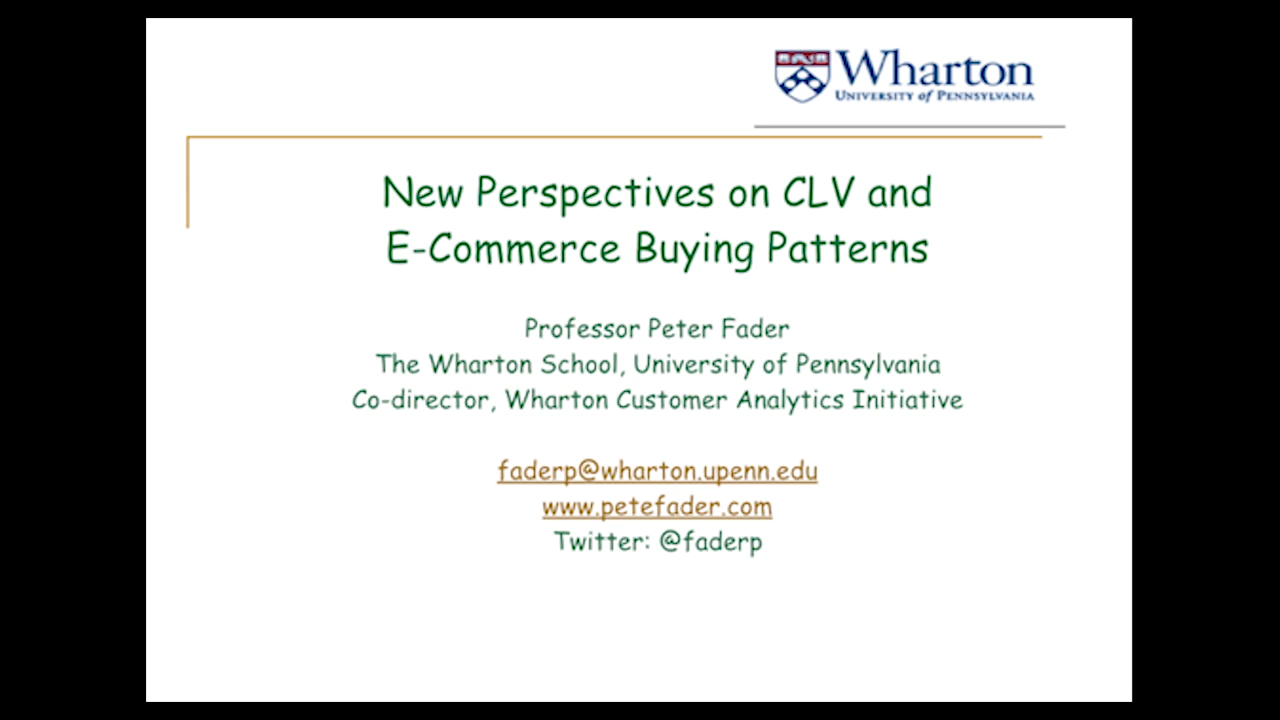 Wharton
UNIVERSITY of PENNSYLVANIA
New Perspectives on CLV and
E-Commerce Buying Patterns
Professor Peter Fader
The Wharton School, University of Pennsylvania
Co-director, Wharton Customer Analytics Initiative
faderp@wharton.upenn.edu
www.petefader.com
Twitter: @faderp